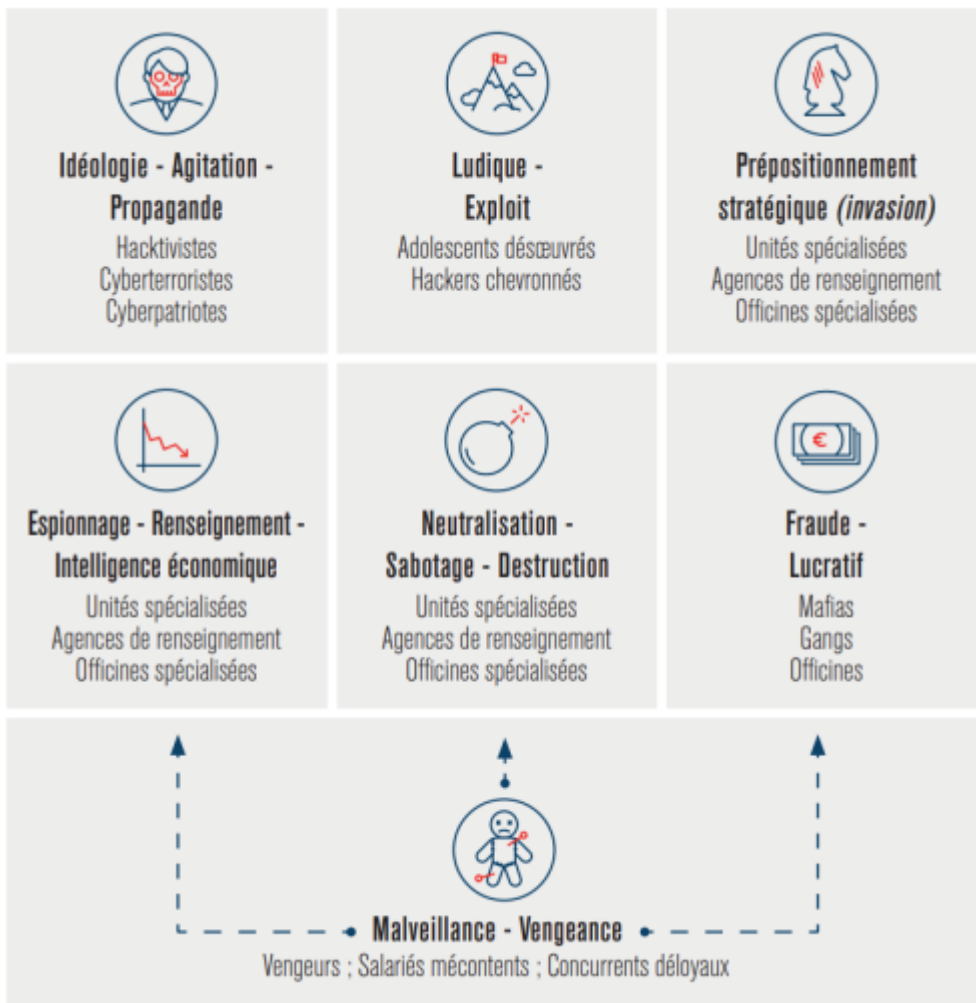 Idéologie - Agitation -
Propagande
Hacktivistes
Cyberterroristes
Cyberpatriotes
Ludique -
Exploit
Adolescents désœuvrés
Hackers chevronnés
Prépositionnement
stratégique (invasion)
Unités spécialisées
Agences de renseignement
Officines spécialisées
Espionnage - Renseignement -
Intelligence économique
Unités spécialisées
Agences de renseignement
Officines spécialisées
Neutralisation -
Sabotage - Destruction
Unités spécialisées
Agences de renseignement
Officines spécialisées
€
Fraude -
Lucratif
Mafias
Gangs
Officines
Malveillance - Vengeance
Vengeurs ; Salariés mécontents ; Concurrents déloyaux